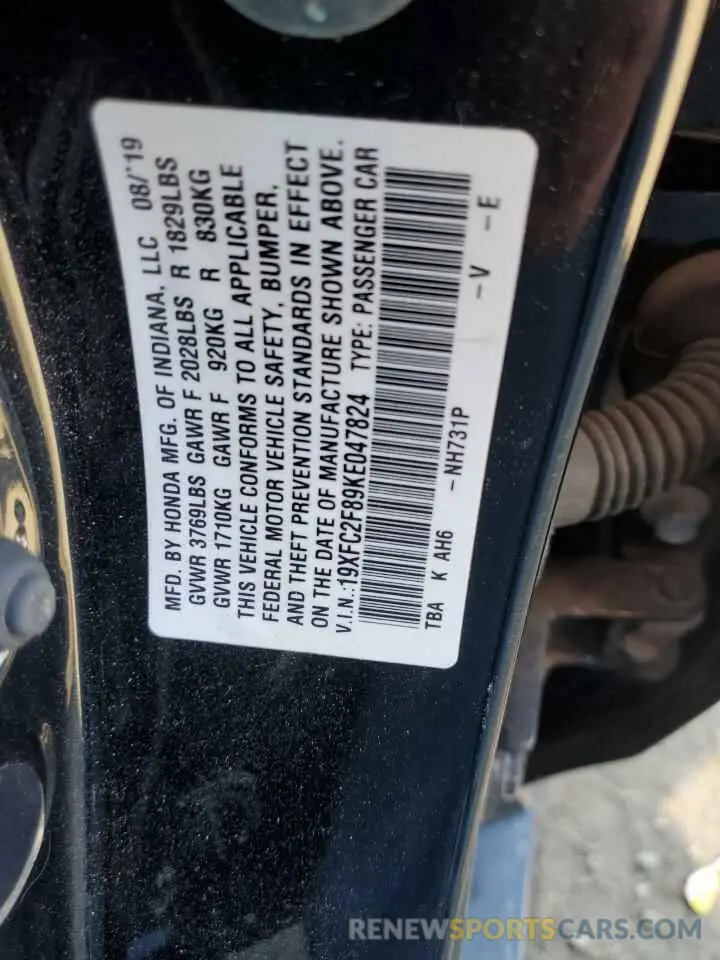 MFD. BY HONDA MFG. OF INDIANA, LLC 08/'19
GVWR 3769LBS GAWR F 2028LBS R 1829LBS
GVWR 1710KG GAWR F 920KG R 830KG
THIS VEHICLE CONFORMS TO ALL APPLICABLE
FEDERAL MOTOR VEHICLE SAFETY, BUMPER,
AND THEFT PREVENTION STANDARDS IN EFFECT
ON THE DATE OF MANUFACTURE SHOWN ABOVE.
V.I.N.:19XFC2F89KE047824 TYPE: PASSENGER CAR
TBA K AH6 -NH731P -V -E
RENEWSPORTSCARS.COM